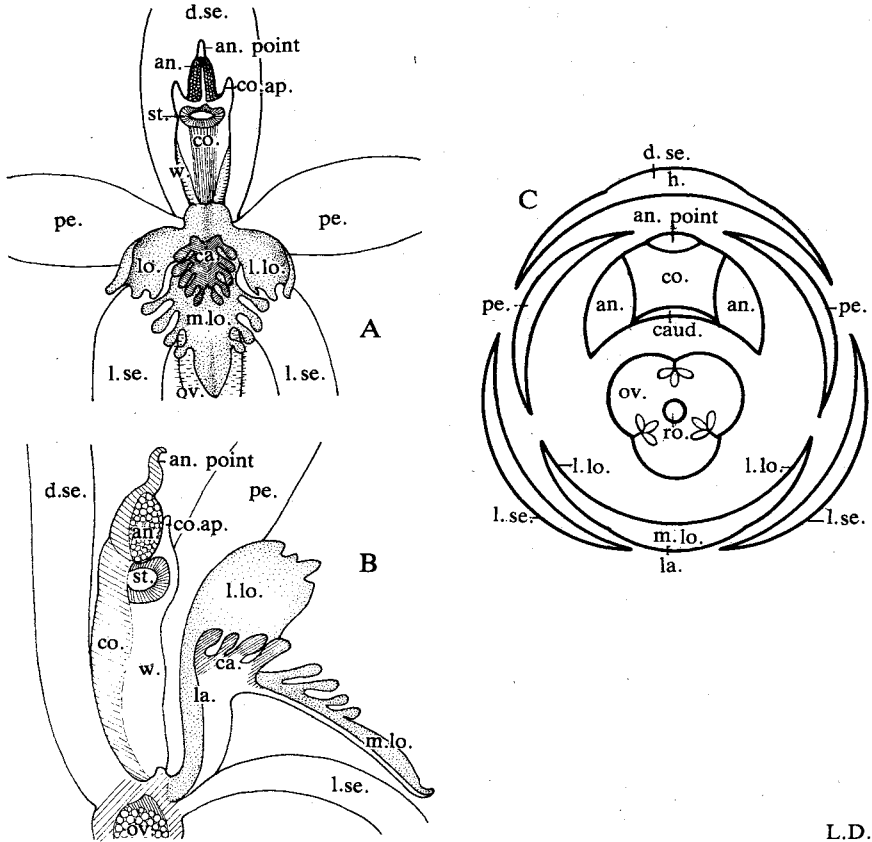 d.se.
an. point
an.
co.ap.
st.
co.
w.
pe.
pe.
lo.
ca.
l.lo.
m.lo.
A
l.se.
l.se.
ov.
an. point
d.se.
pe.
an.
co.ap.
B
st.
l.lo.
co.
w.
ca.
la.
m.lo.
l.se.
ov.
d.se.
C
h.
an. point
co.
pe.
an.
an.
pe.
caud.
ov.
ro.
l.lo.
l.lo.
l.se.
l.se.
m.lo.
la.
L.D.